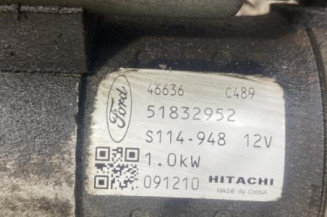 46636 C489
Ford
51832952
S114-948 12V
1.0kW
091210 HITACHI
MADE IN CHINA